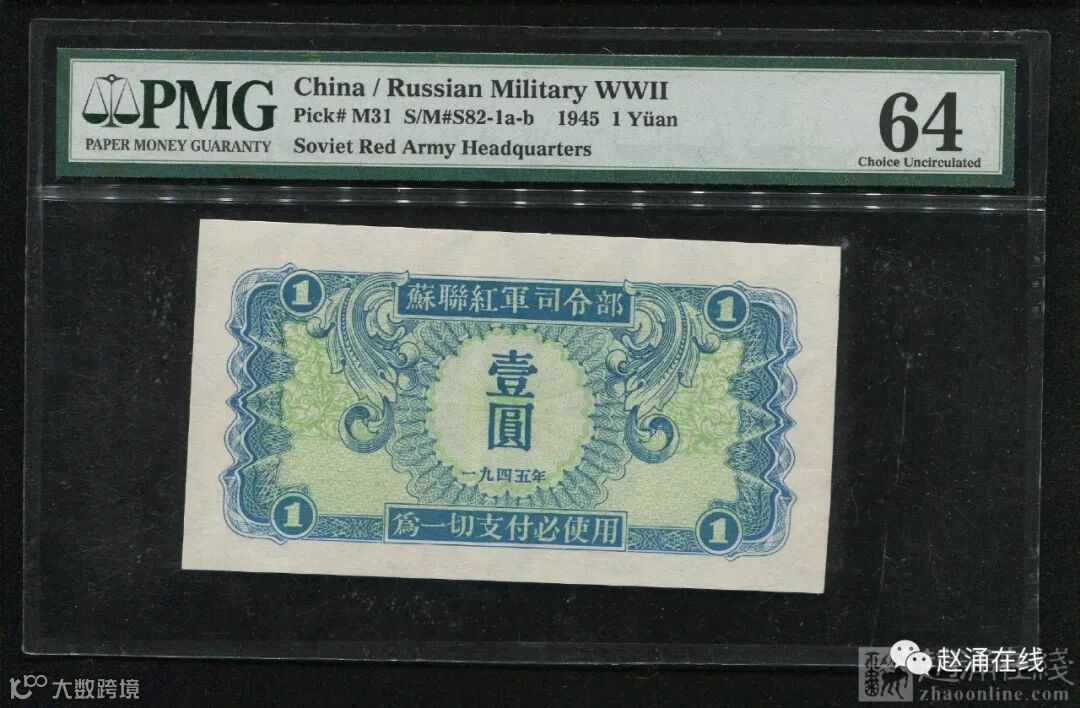 PMG
PAPER MONEY GUARANTY
China / Russian Military WWII
Pick# M31 S/M#S82-1a-b 1945 1 Yüan
Soviet Red Army Headquarters
64
Choice Uncirculated
1
蘇聯紅軍司令部
1
壹
圓
一九四五年
1
為一切支付必使用
1
大数跨境
赵涌在线
zhaoonline.com